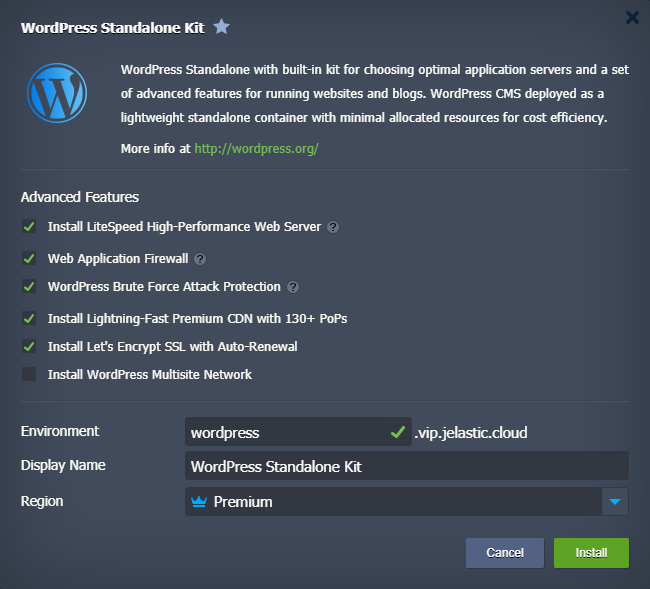 WordPress Standalone Kit
WordPress Standalone with built-in kit for choosing optimal application servers and a set
of advanced features for running websites and blogs. WordPress CMS deployed as a
lightweight standalone container with minimal allocated resources for cost efficiency.
More info at http://wordpress.org/
Advanced Features
Install LiteSpeed High-Performance Web Server ?
Web Application Firewall ?
WordPress Brute Force Attack Protection ?
Install Lightning-Fast Premium CDN with 130+ PoPs
Install Let's Encrypt SSL with Auto-Renewal
Install WordPress Multisite Network
Environment wordpress .vip.jelastic.cloud
Display Name WordPress Standalone Kit
Region Premium
Cancel Install